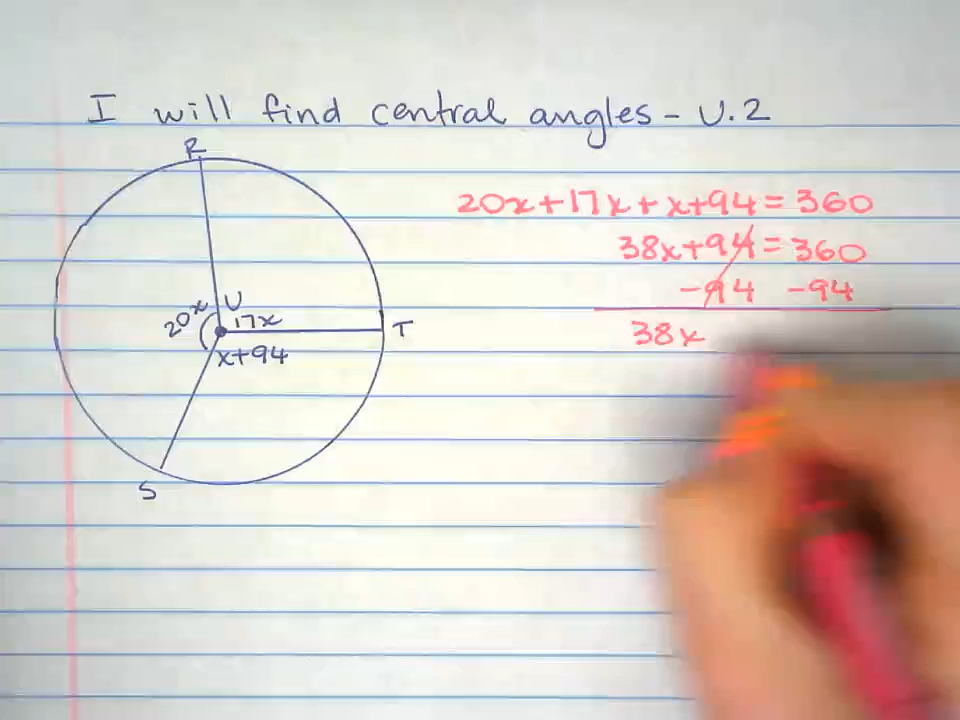 I will find central angles - U.2
R
20x+17x+x+94=360
38x+94=360
-94 -94
38x
20x
U
17x
T
x+94
S